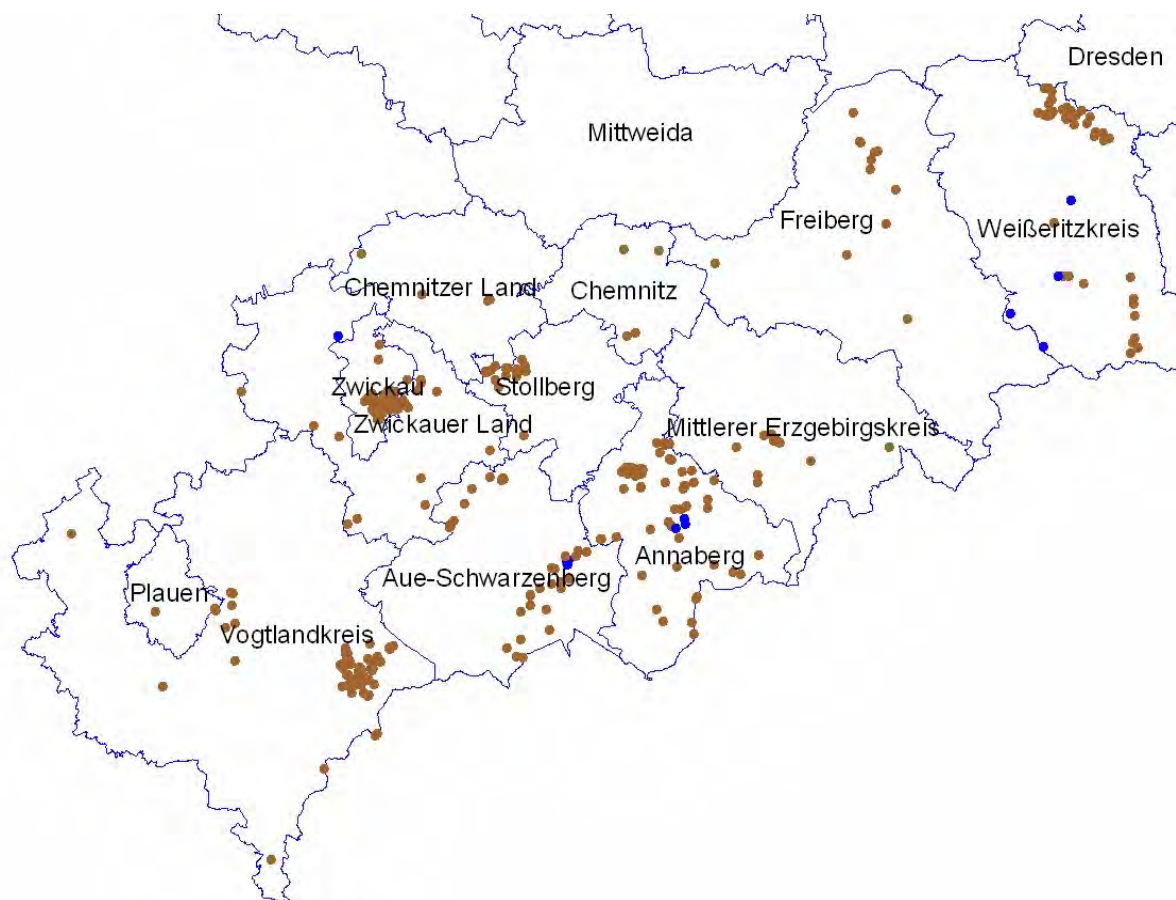 Dresden
Mittweida
Freiberg
Weißeritzkreis
Chemnitzer Land
Chemnitz
Zwickau
Stollberg
Zwickauer Land
Mittlerer Erzgebirgskreis
Annaberg
Aue-Schwarzenberg
Plauen
Vogtlandkreis